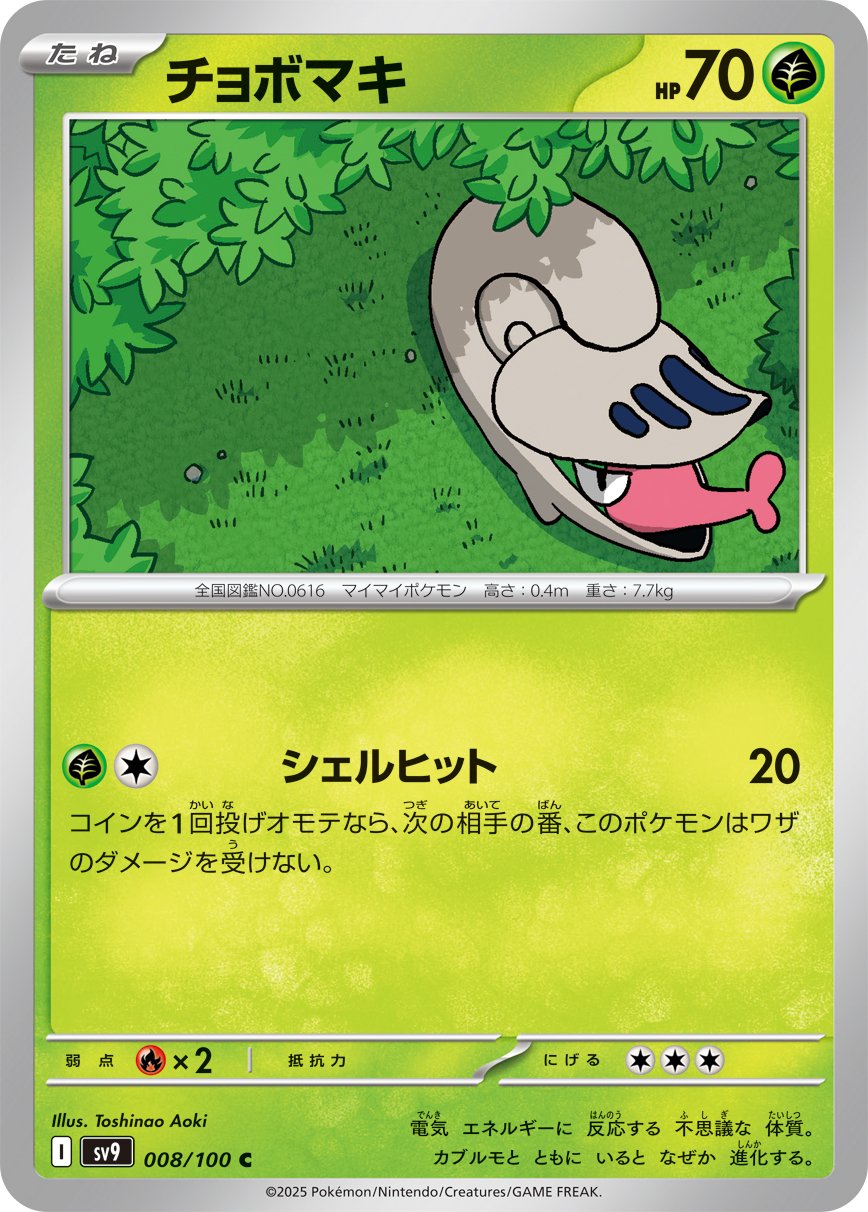 たね
チョボマキ
HP70
全国図鑑NO.0616 マイマイポケモン 高さ：0.4m 重さ：7.7kg
シェルヒット 20
コインを1回投げオモテなら、次の相手の番、このポケモンはワザ
のダメージを受けない。
弱点 ×2 抵抗力 にげる
Illus. Toshinao Aoki
電気 エネルギーに 反応する 不思議な 体質。
カブルモと ともに いると なぜか 進化する。
I sv9 008/100 C
©2025 Pokémon/Nintendo/Creatures/GAME FREAK.